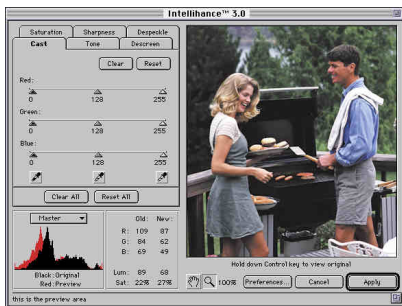 Intellihance™ 3.0
Saturation Sharpness Despeckle
Cast Tone Descreen
Clear Reset
Red:
0 128 255
Green:
0 128 255
Blue:
0 128 255
Clear All Reset All
Master
Black:Original
Red:Preview
Old: New:
R: 109 87
G: 84 62
B: 69 49
Lum: 89 68
Sat: 22% 27%
Hold down Control key to view original
100% Preferences... Cancel Apply
this is the preview area